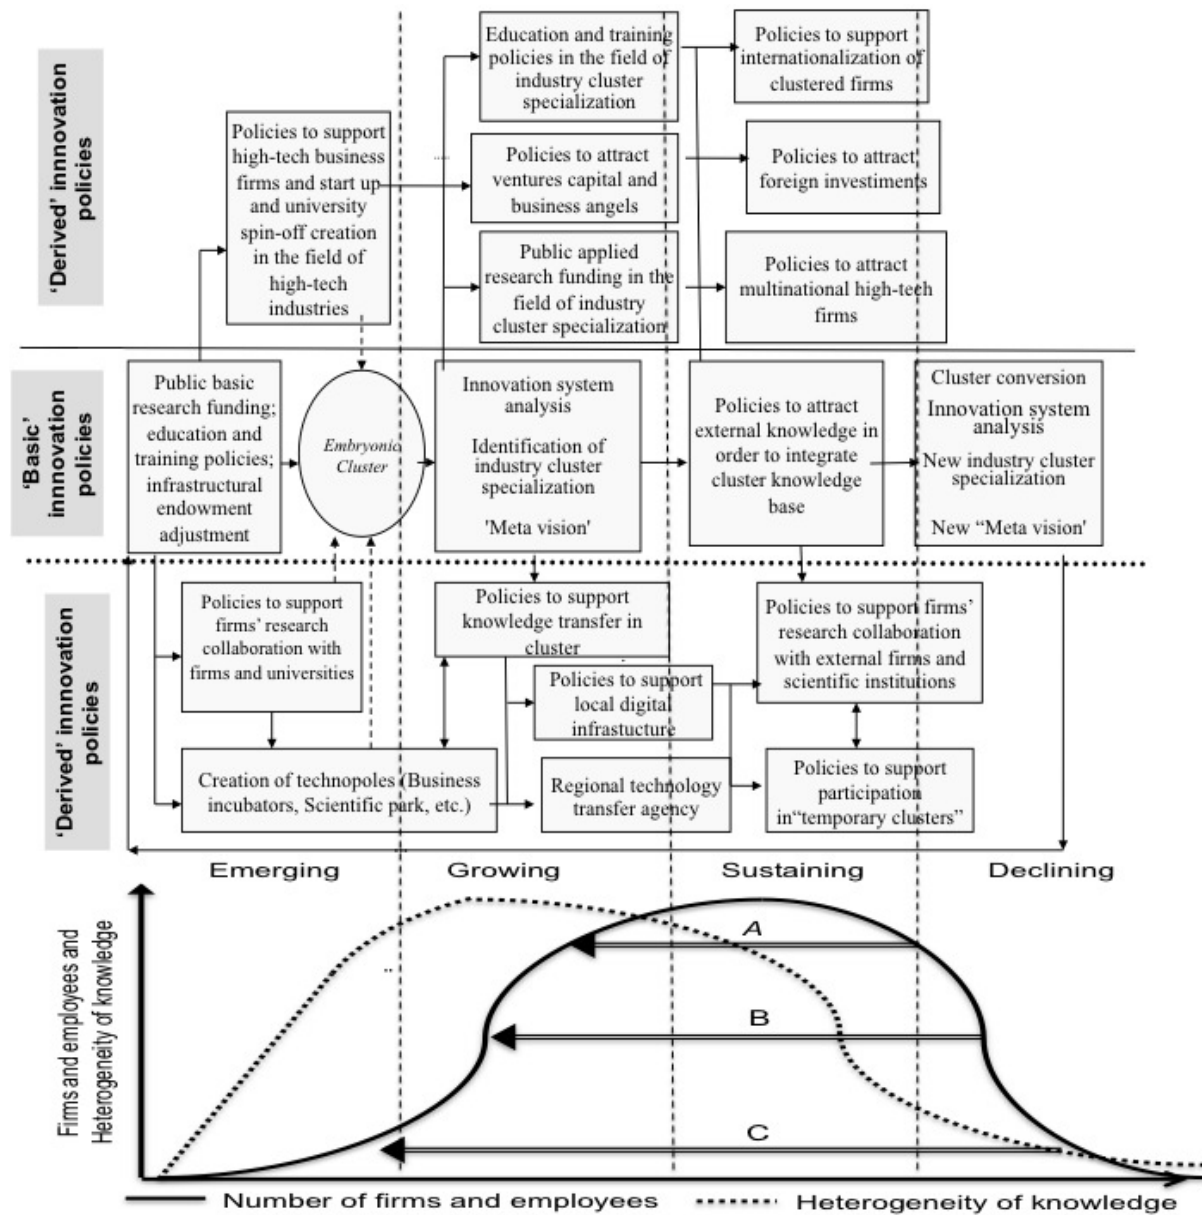 'Derived' innnovation
policies
Policies to support
high-tech business
firms and start up
and university
spin-off creation
in the field of
high-tech
industries
Education and training
policies in the field of
industry cluster
specialization
Policies to attract
ventures capital and
business angels
Public applied
research funding in the
field of industry
cluster specialization
Policies to support
internationalization of
clustered firms
Policies to attract
foreign investiments
Policies to attract
multinational high-tech
firms
'Basic'
innnovation
policies
Public basic
research funding;
education and
training policies;
infrastructural
endowment
adjustment
Embryonic
Cluster
Innovation system
analysis
Identification of
industry cluster
specialization
'Meta vision'
Policies to attract
external knowledge in
order to integrate
cluster knowledge
base
Cluster conversion
Innovation system
analysis
New industry cluster
specialization
New “Meta vision'
'Derived' innnovation
policies
Policies to support
firms’ research
collaboration with
firms and universities
Creation of technopoles (Business
incubators, Scientific park, etc.)
Policies to support
knowledge transfer in
cluster
Policies to support
local digital
infrastucture
Regional technology
transfer agency
Policies to support firms’
research collaboration
with external firms and
scientific institutions
Policies to support
participation
in“temporary clusters”
Emerging
Growing
Sustaining
Declining
Firms and employees and
Heterogeneity of knowledge
A
B
C
Number of firms and employees
Heterogeneity of knowledge